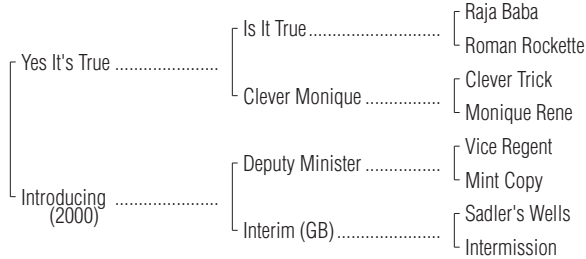 Raja Baba
Is It True
Roman Rockette
Yes It's True
Clever Trick
Clever Monique
Monique Rene
Vice Regent
Deputy Minister
Mint Copy
Introducing
(2000)
Sadler's Wells
Interim (GB)
Intermission